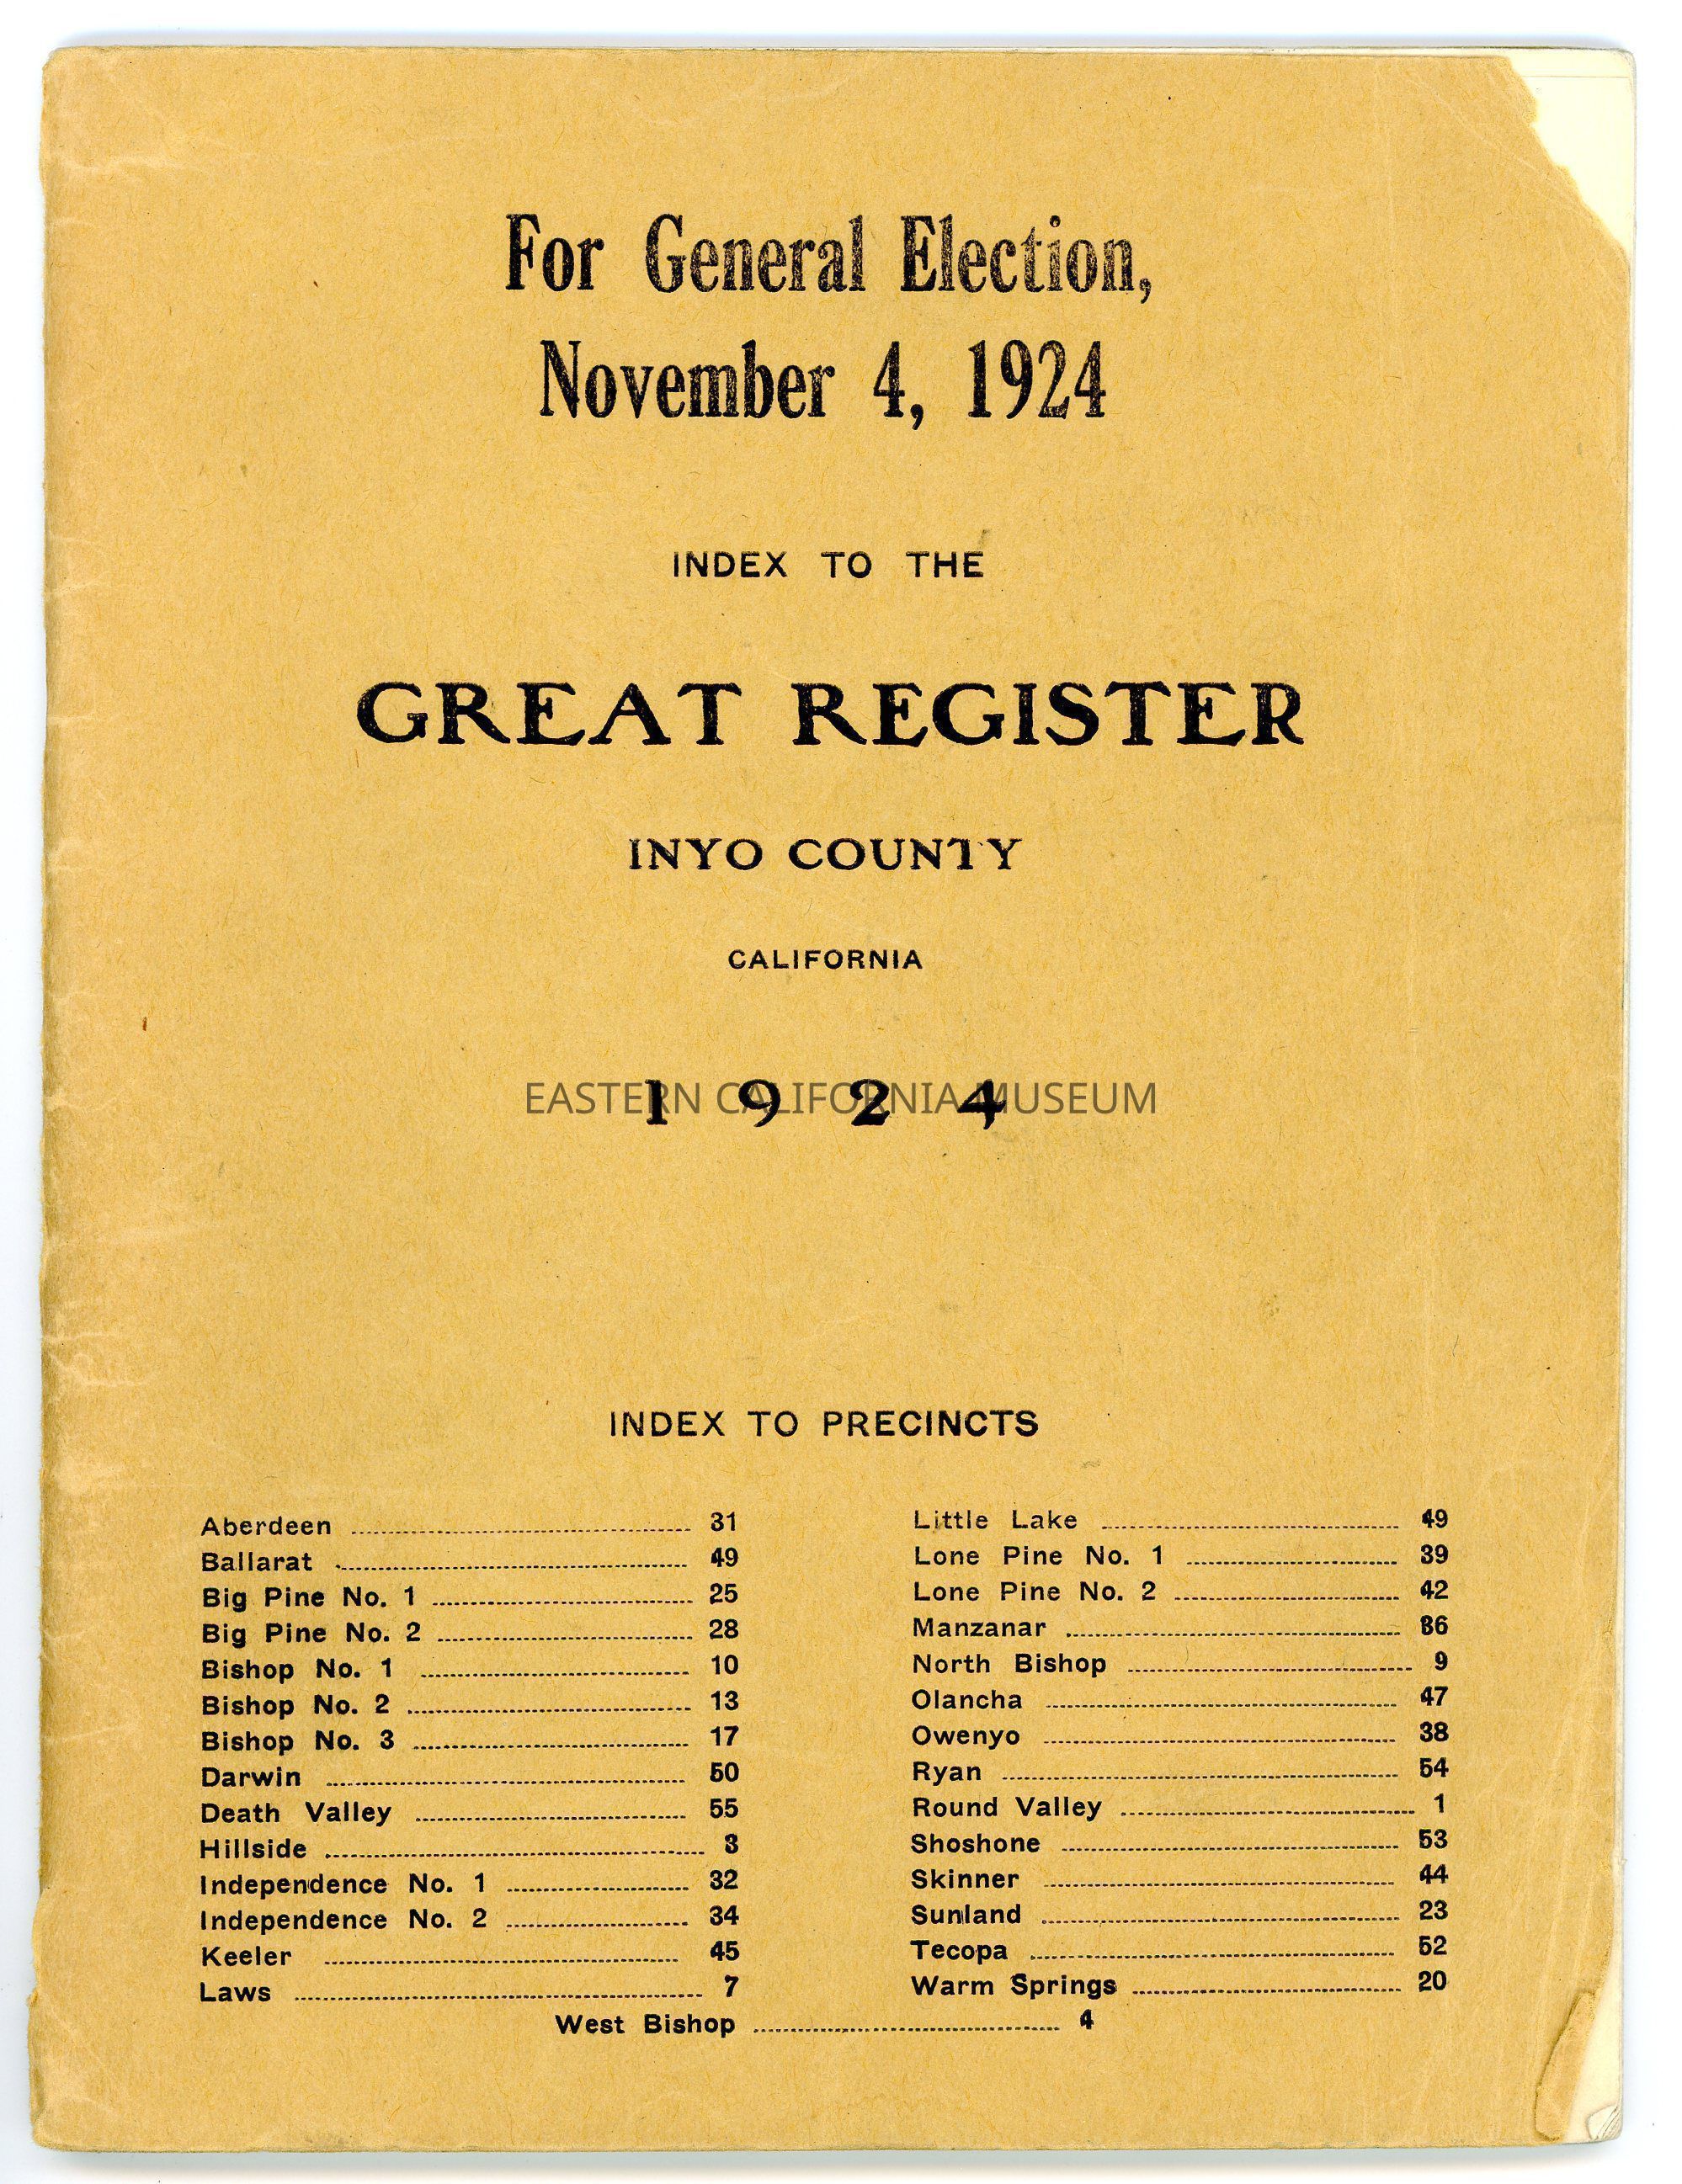 For General Election,
November 4, 1924
INDEX TO THE
GREAT REGISTER
INYO COUNTY
CALIFORNIA
1 9 2 4
EASTERN CALIFORNIA MUSEUM
INDEX TO PRECINCTS
Aberdeen 31
Ballarat 49
Big Pine No. 1 25
Big Pine No. 2 28
Bishop No. 1 10
Bishop No. 2 13
Bishop No. 3 17
Darwin 50
Death Valley 55
Hillside 3
Independence No. 1 32
Independence No. 2 34
Keeler 45
Laws 7
Little Lake 49
Lone Pine No. 1 39
Lone Pine No. 2 42
Manzanar 36
North Bishop 9
Olancha 47
Owenyo 38
Ryan 54
Round Valley 1
Shoshone 53
Skinner 44
Sunland 23
Tecopa 52
Warm Springs 20
West Bishop 4